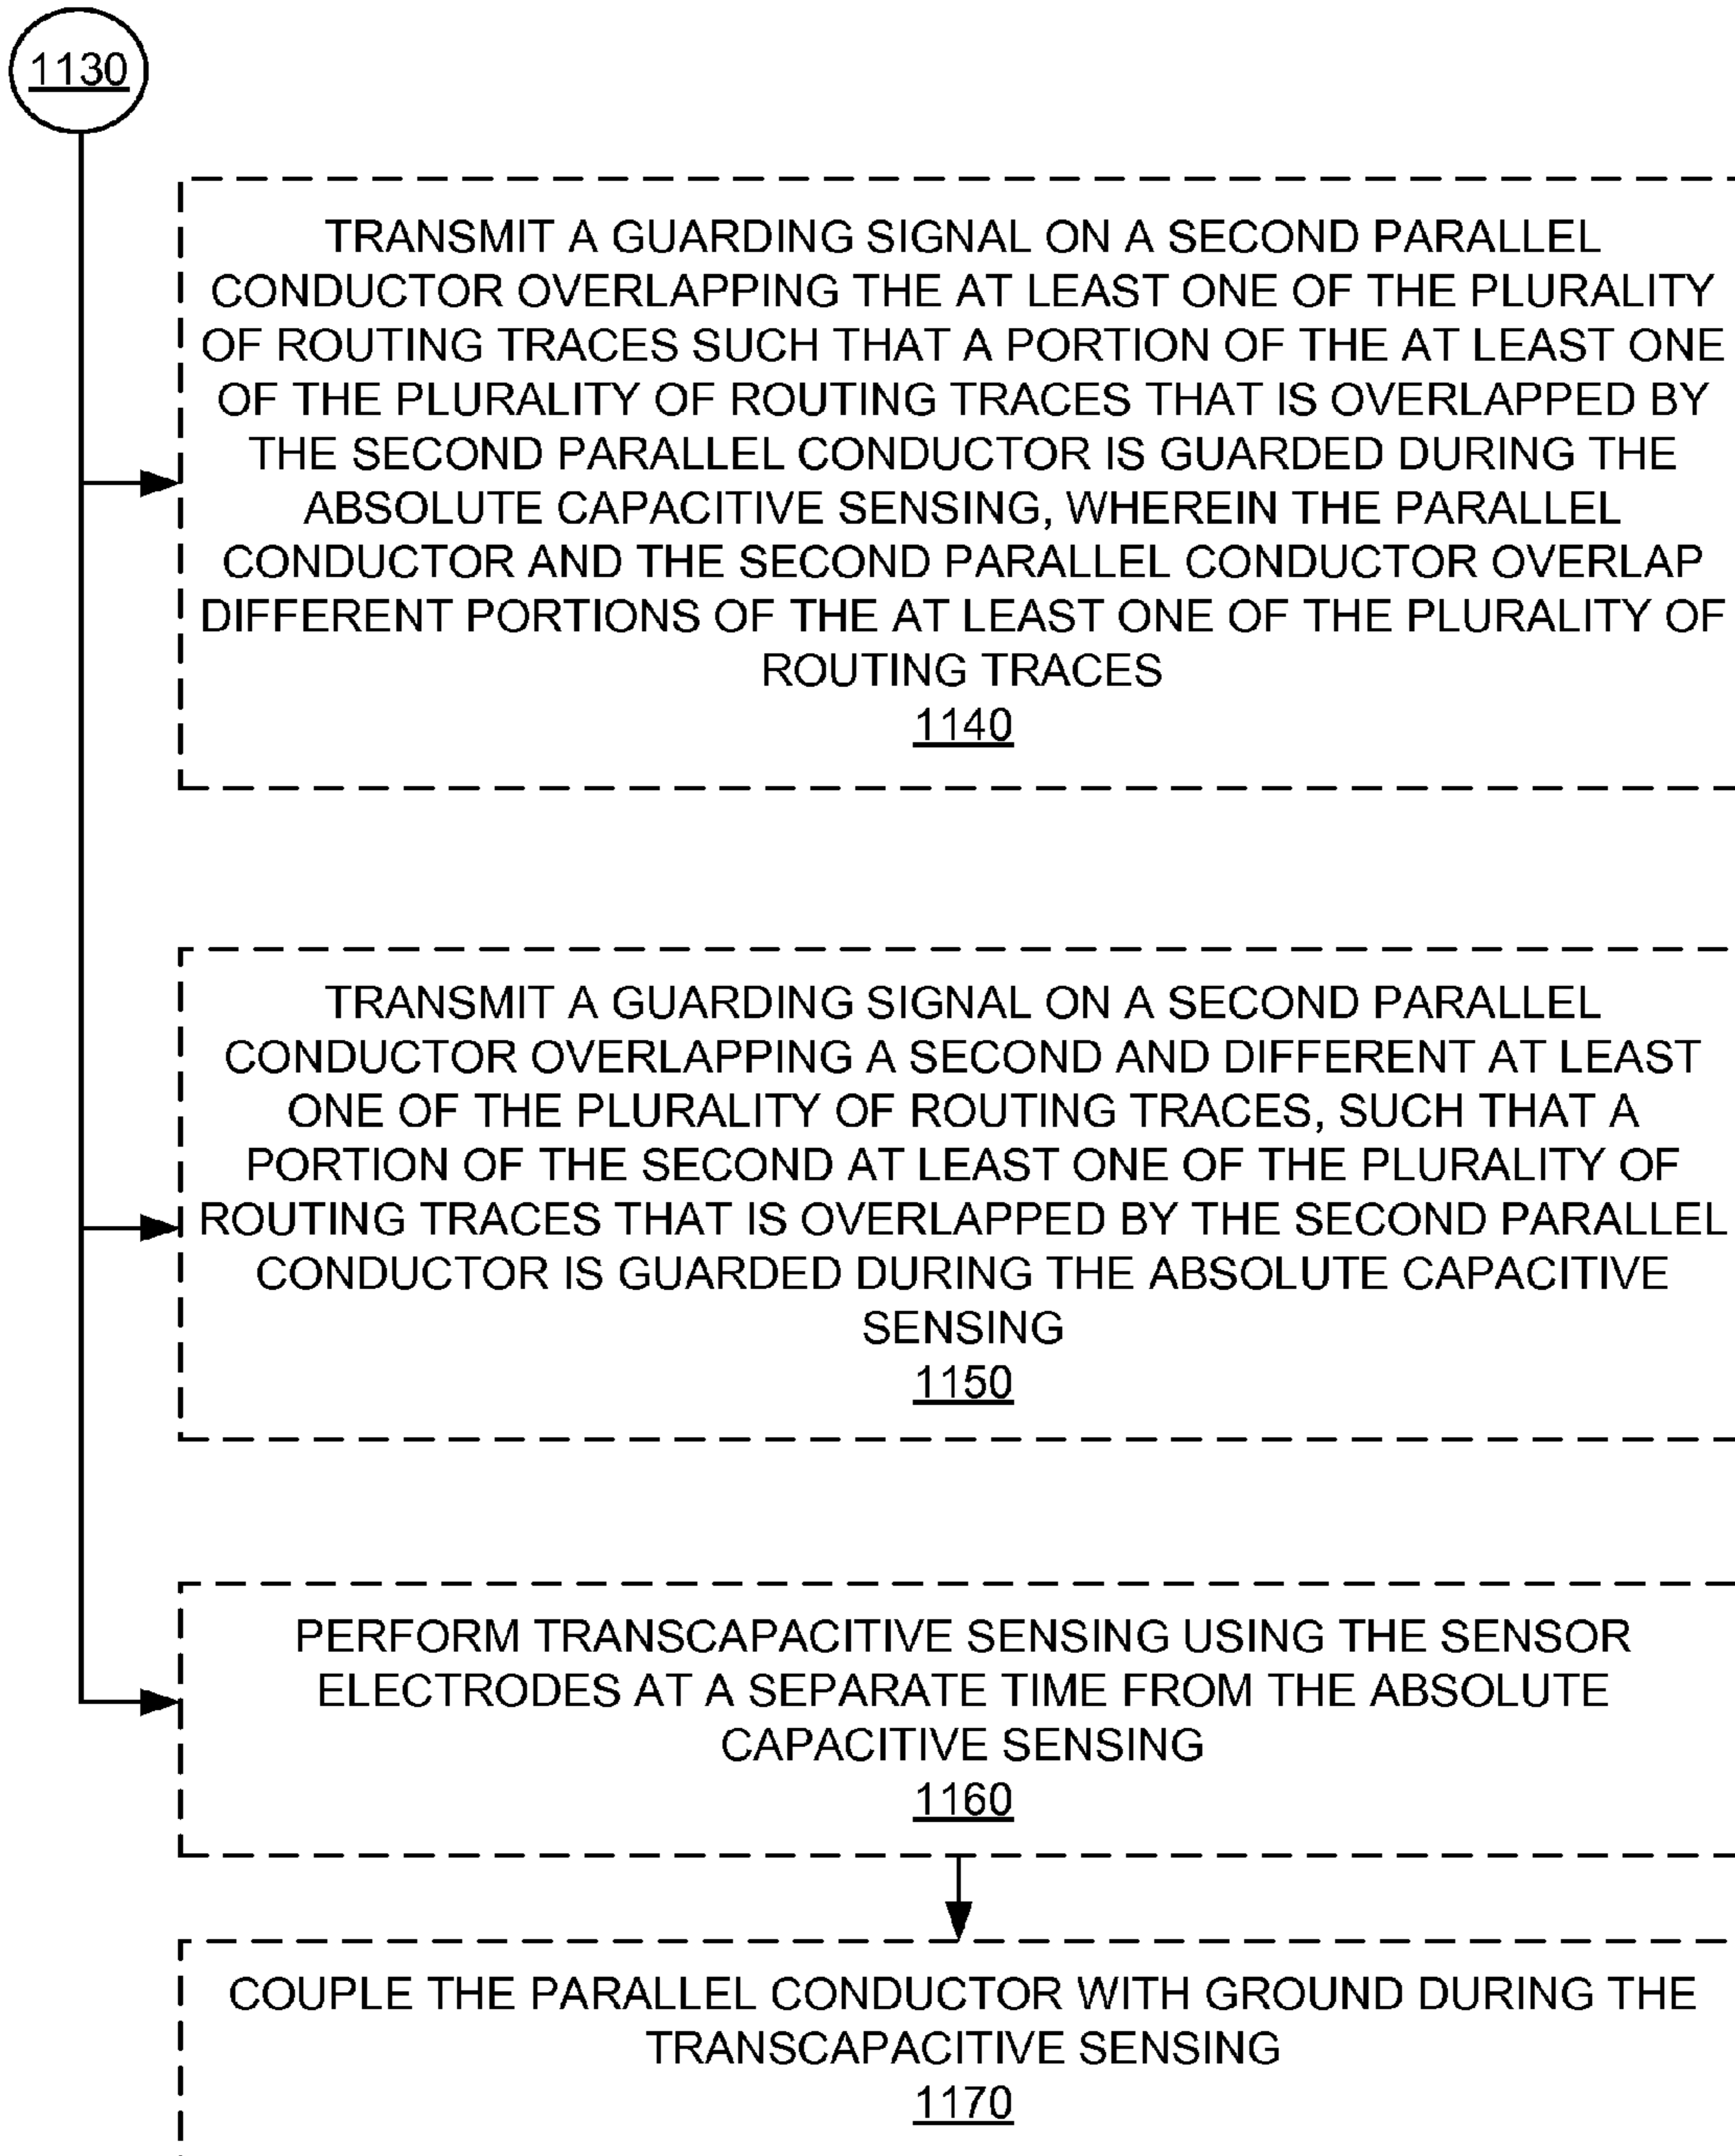 1130
TRANSMIT A GUARDING SIGNAL ON A SECOND PARALLEL
CONDUCTOR OVERLAPPING THE AT LEAST ONE OF THE PLURALITY
OF ROUTING TRACES SUCH THAT A PORTION OF THE AT LEAST ONE
OF THE PLURALITY OF ROUTING TRACES THAT IS OVERLAPPED BY
THE SECOND PARALLEL CONDUCTOR IS GUARDED DURING THE
ABSOLUTE CAPACITIVE SENSING, WHEREIN THE PARALLEL
CONDUCTOR AND THE SECOND PARALLEL CONDUCTOR OVERLAP
DIFFERENT PORTIONS OF THE AT LEAST ONE OF THE PLURALITY OF
ROUTING TRACES
1140
TRANSMIT A GUARDING SIGNAL ON A SECOND PARALLEL
CONDUCTOR OVERLAPPING A SECOND AND DIFFERENT AT LEAST
ONE OF THE PLURALITY OF ROUTING TRACES, SUCH THAT A
PORTION OF THE SECOND AT LEAST ONE OF THE PLURALITY OF
ROUTING TRACES THAT IS OVERLAPPED BY THE SECOND PARALLEL
CONDUCTOR IS GUARDED DURING THE ABSOLUTE CAPACITIVE
SENSING
1150
PERFORM TRANSCAPACITIVE SENSING USING THE SENSOR
ELECTRODES AT A SEPARATE TIME FROM THE ABSOLUTE
CAPACITIVE SENSING
1160
COUPLE THE PARALLEL CONDUCTOR WITH GROUND DURING THE
TRANSCAPACITIVE SENSING
1170